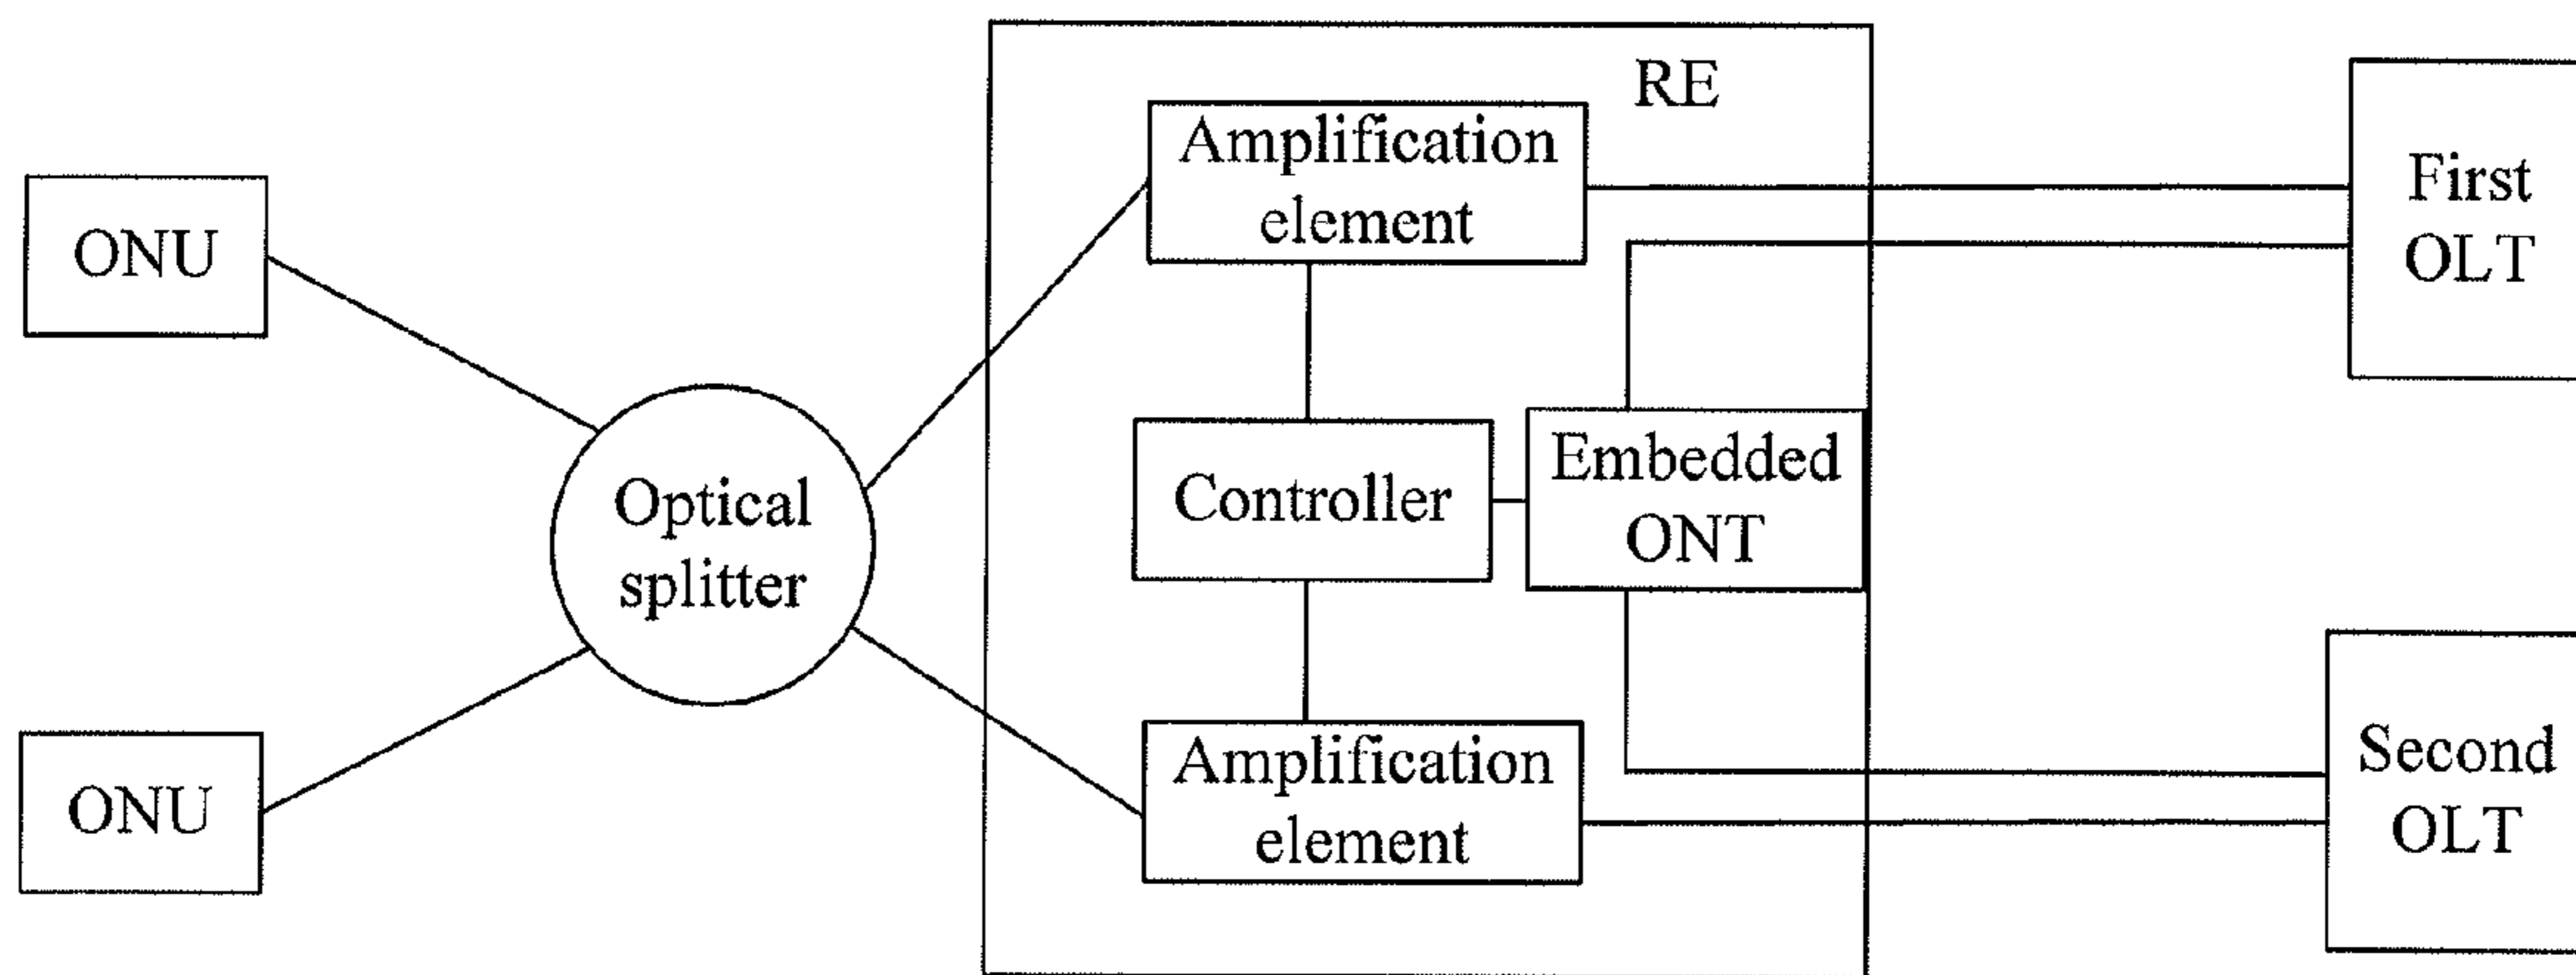 RE
Amplification
element
First
OLT
ONU
Optical
splitter
Controller
Embedded
ONT
ONU
Amplification
element
Second
OLT